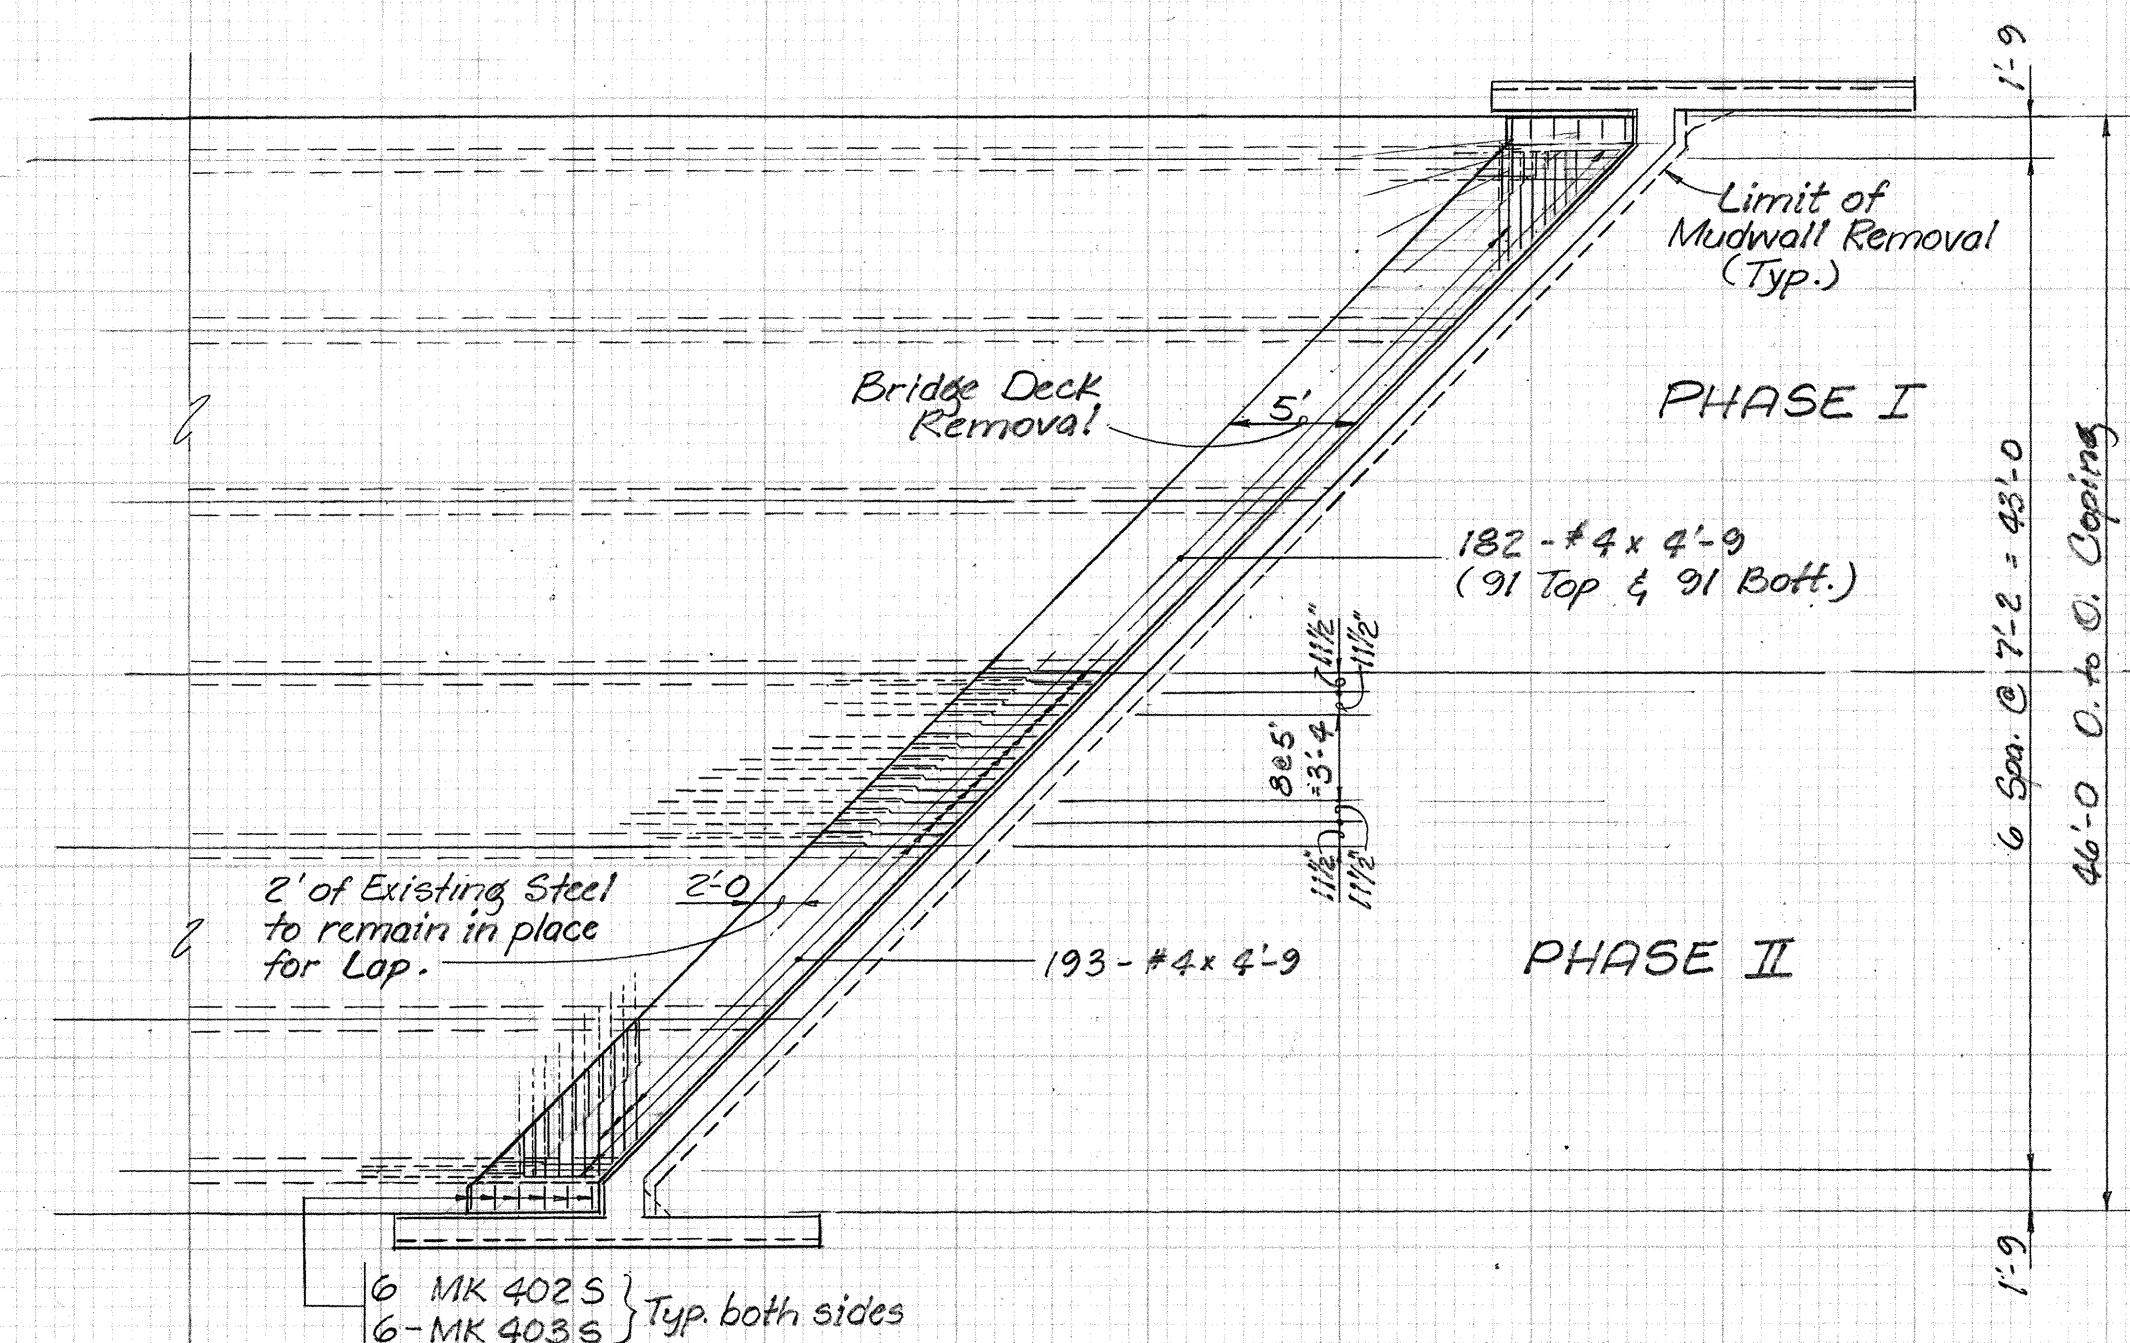 1'-9
Limit of
Mudwall Removal
(Typ.)
Bridge Deck
Removal
5'
PHASE I
182 - #4 x 4'-9
(91 Top & 91 Bott.)
11½"
11½"
8@5'
=3'-4
11½"
11½"
6 Spa. @ 7'-2 = 43'-0
46'-0 O. to O. Coping
2' of Existing Steel
to remain in place
for Lap.
2'-0
193 - #4 x 4'-9
PHASE II
1'-9
6 MK 402 S
6-MK 403 S
Typ. both sides